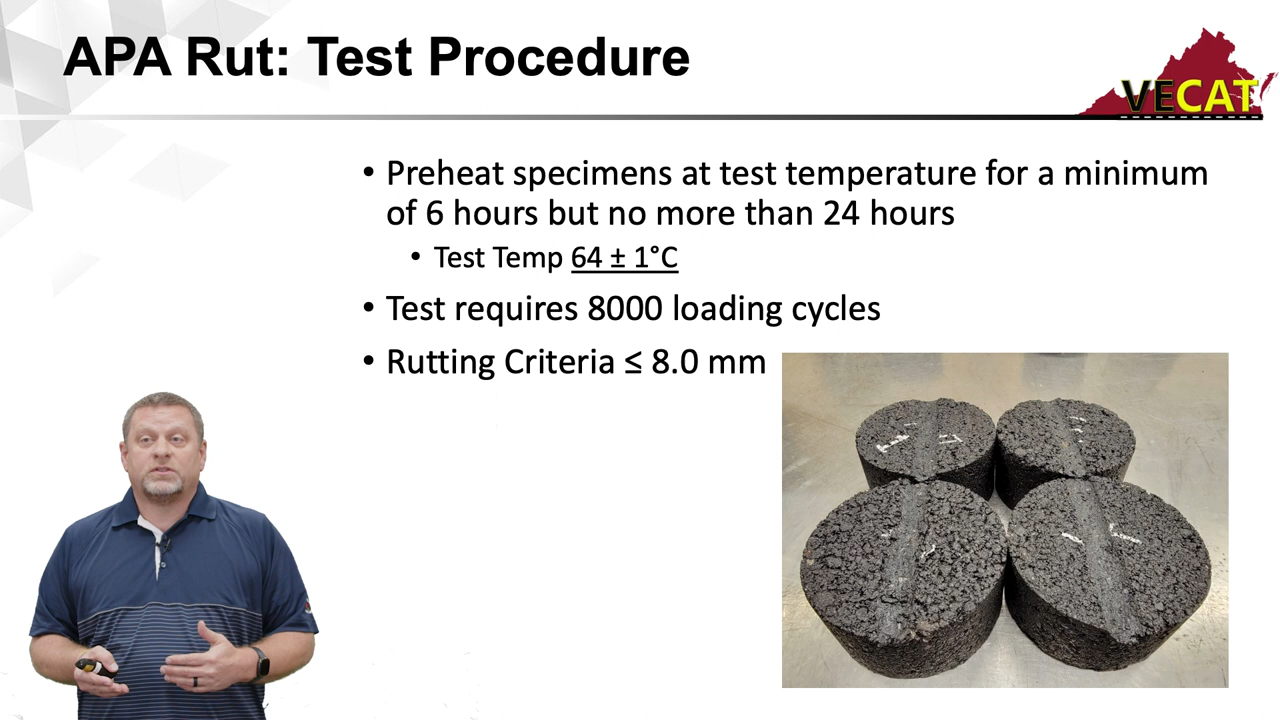 APA Rut: Test Procedure
VECAT
• Preheat specimens at test temperature for a minimum
of 6 hours but no more than 24 hours
• Test Temp 64 ± 1°C
• Test requires 8000 loading cycles
• Rutting Criteria ≤ 8.0 mm